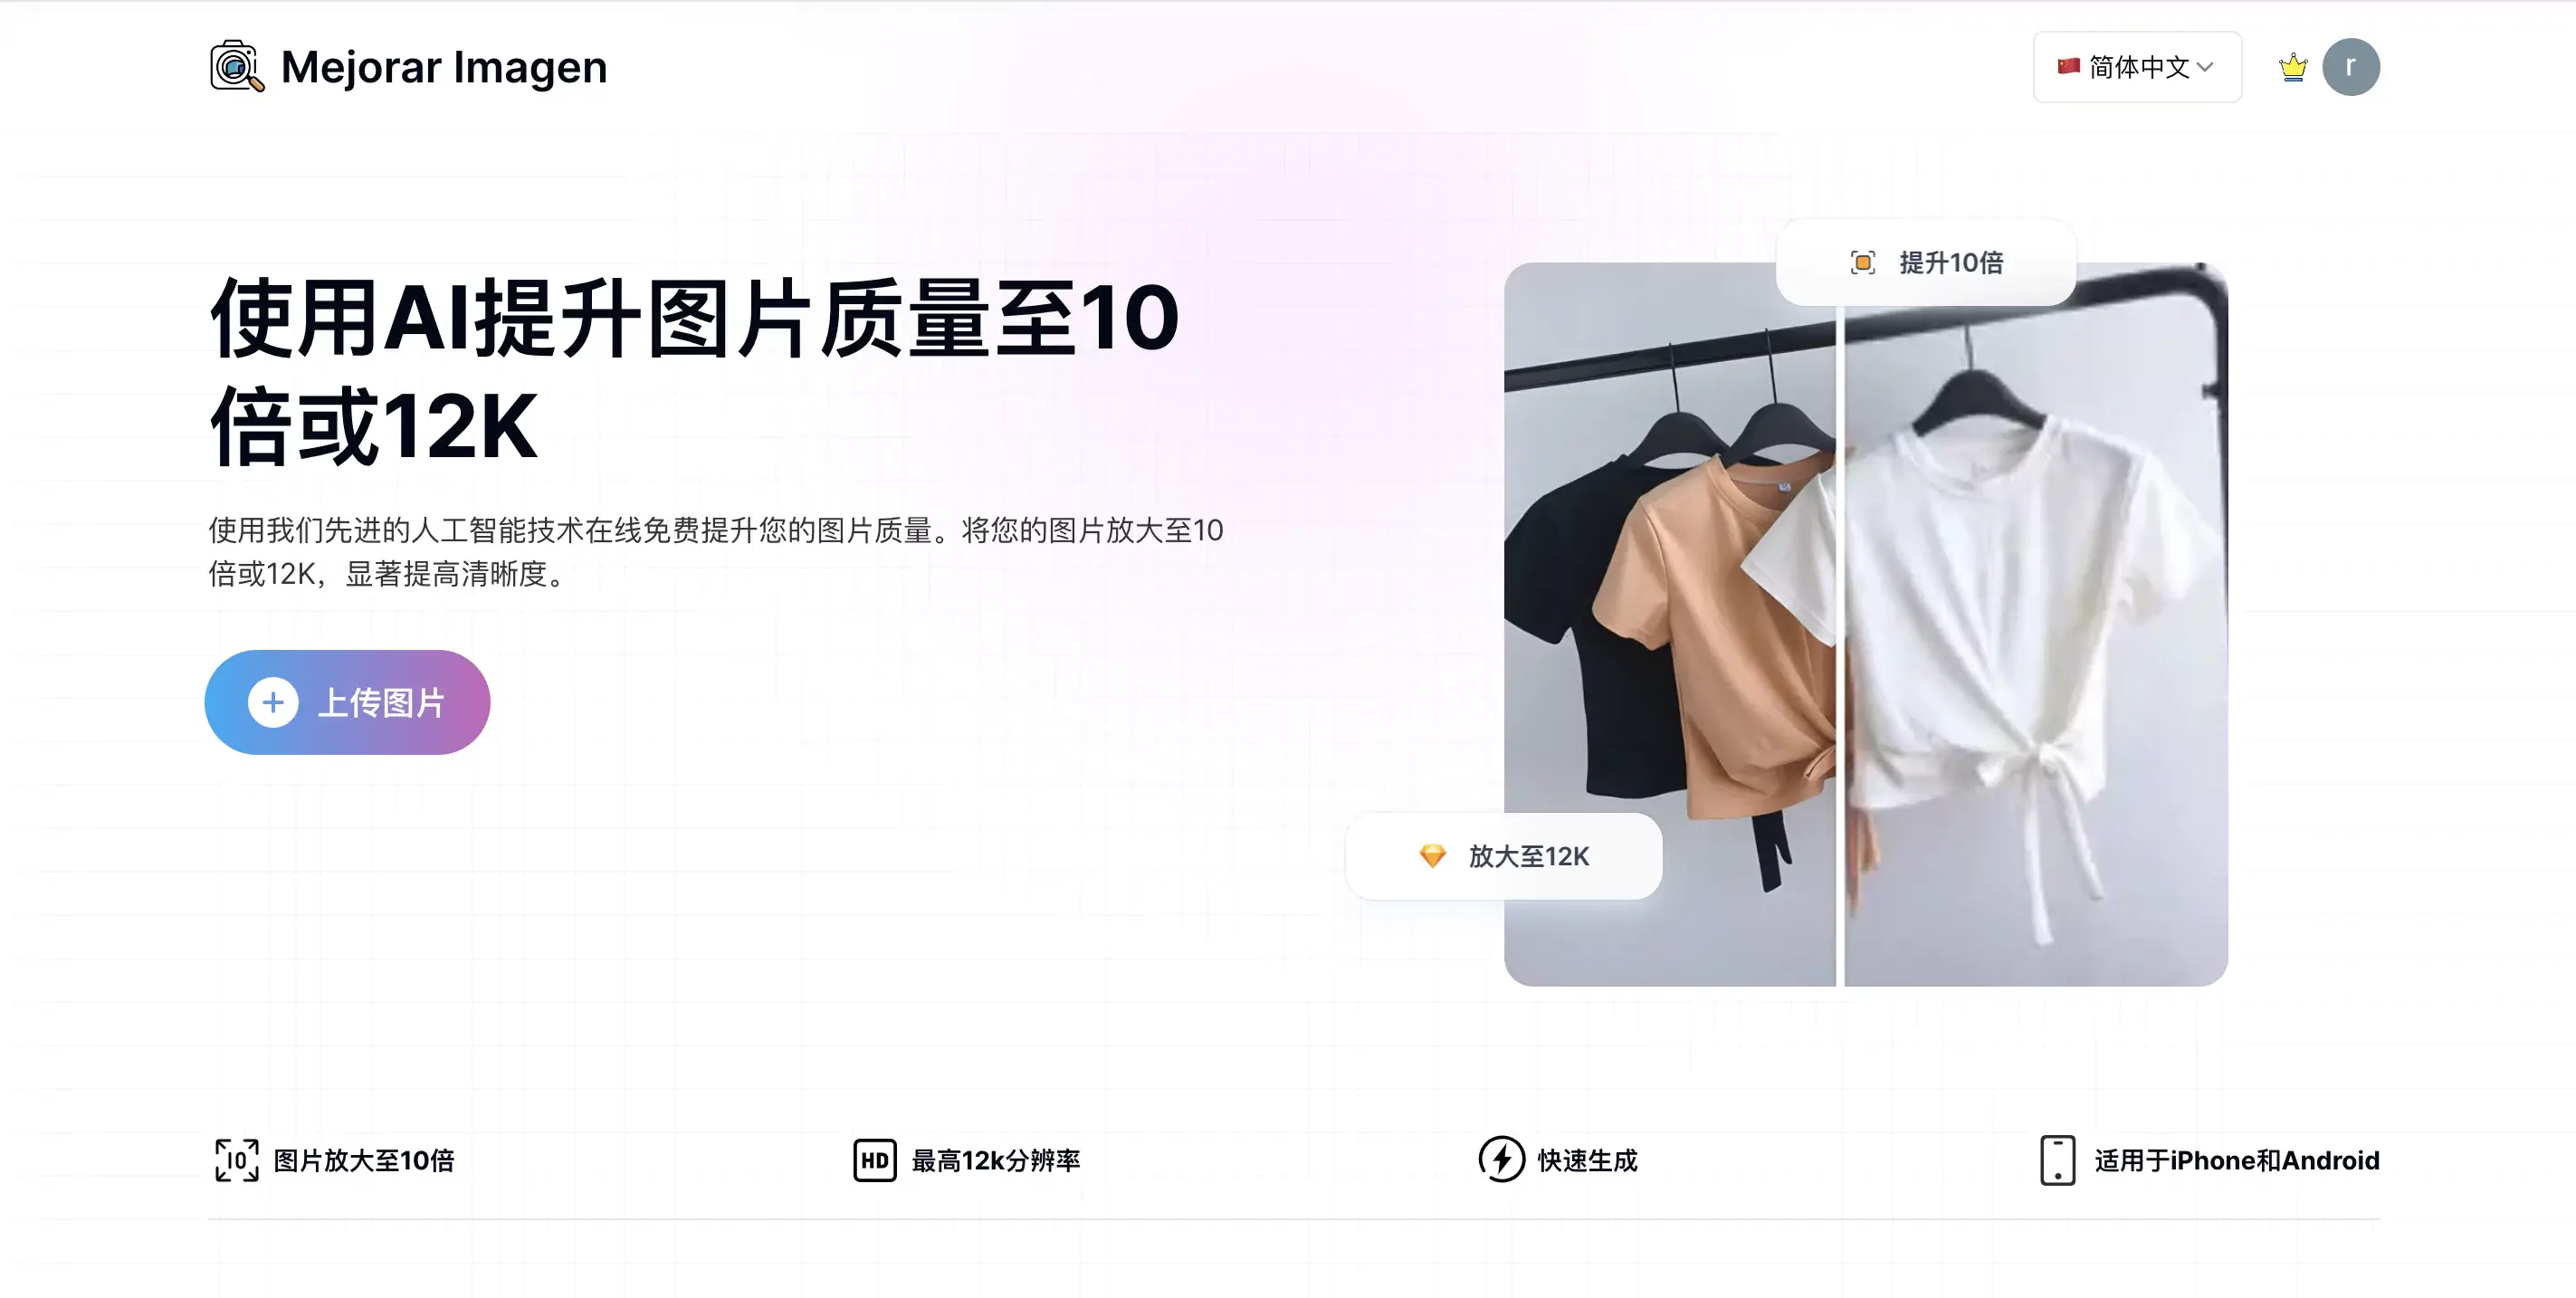 Mejorar Imagen
简体中文
r
使用AI提升图片质量至10
倍或12K
使用我们先进的人工智能技术在线免费提升您的图片质量。将您的图片放大至10
倍或12K，显著提高清晰度。
上传图片
提升10倍
放大至12K
10
图片放大至10倍
HD
最高12k分辨率
快速生成
适用于iPhone和Android